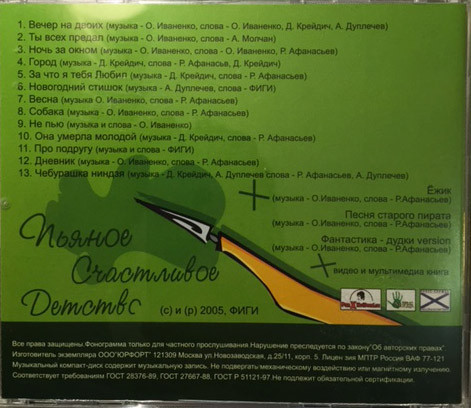 1. Вечер на двоих (музыка - О. Иваненко, слова - О. Иваненко, Д. Крейдич, А. Дуплечев)
2. Ты всех предал (музыка - О. Иваненко, слова - А. Молчан)
3. Ночь за окном (музыка - О. Иваненко, слова - О. Иваненко, Р. Афанасьев)
4. Город (музыка - Д. Крейдич, слова - Р. Афанасьв, Д. Крейдич)
5. За что я тебя Любил (музыка - Д. Крейдич, слова - Р. Афанасьев)
6. Новогодний стишок (музыка - А. Дуплечев, слова - ФИГИ)
7. Весна (музыка О. Иваненко, слова - Р. Афанасьев)
8. Собака (музыка - О. Иваненко, слова - Р. Афанасьев)
9. Не пью (музыка и слова - О. Иваненко)
10. Она умерла молодой (музыка - Д. Крейдич, слова - Р. Афанасьев)
11. Про подругу (музыка и слова - ФИГИ)
12. Дневник (музыка - О. Иваненко, слова - Р. Афанасьев)
13. Чебурашка ниндзя (музыка - Д. Крейдич, А. Дуплечев слова - Р. Афанасьев, А. Дуплечев)
+
Ёжик
(музыка - О.Иваненко, слова - Р.Афанасьев)
Песня старого пирата
(музыка - О.Иваненко, слова - Р.Афанасьев)
Фантастика - дудки version
(музыка - О.Иваненко, слова - Р.Афанасьев)
+ видео и мультимедиа книга
Пьяное
Счастливое
Детство
(с) и (р) 2005, ФИГИ
Все права защищены.Фонограмма только для частного прослушивания.Нарушение преследуется по закону"Об авторских правах".
Изготовитель экземпляра ООО"ЮРФОРТ" 121309 Москва ул.Новозаводская, д.25/11, корп. 5. Лицензия МПТР Россия ВАФ 77-121
Музыкальный компакт-диск содержит музыкальную запись. Не подвергать механическому воздействию или магнитному излучению
Соответствует требованиям ГОСТ 28376-89, ГОСТ 27667-88, ГОСТ Р 51121-97.Не подлежит обязательной сертификации.